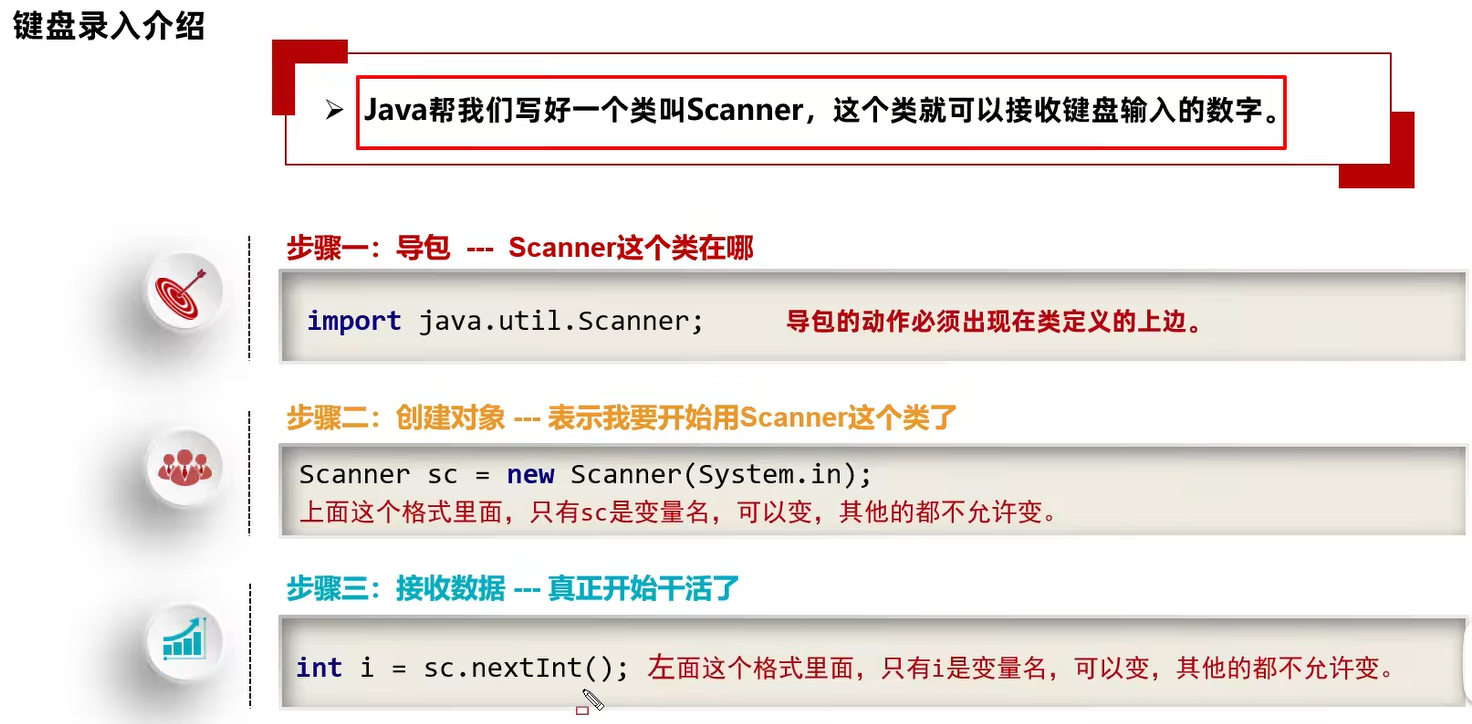 键盘录入介绍
➢ Java帮我们写好一个类叫Scanner，这个类就可以接收键盘输入的数字。
步骤一：导包 --- Scanner这个类在哪
import java.util.Scanner; 导包的动作必须出现在类定义的上边。
步骤二：创建对象 --- 表示我要开始用Scanner这个类了
Scanner sc = new Scanner(System.in);
上面这个格式里面，只有sc是变量名，可以变，其他的都不允许变。
步骤三：接收数据 --- 真正开始干活了
int i = sc.nextInt(); 左面这个格式里面，只有i是变量名，可以变，其他的都不允许变。